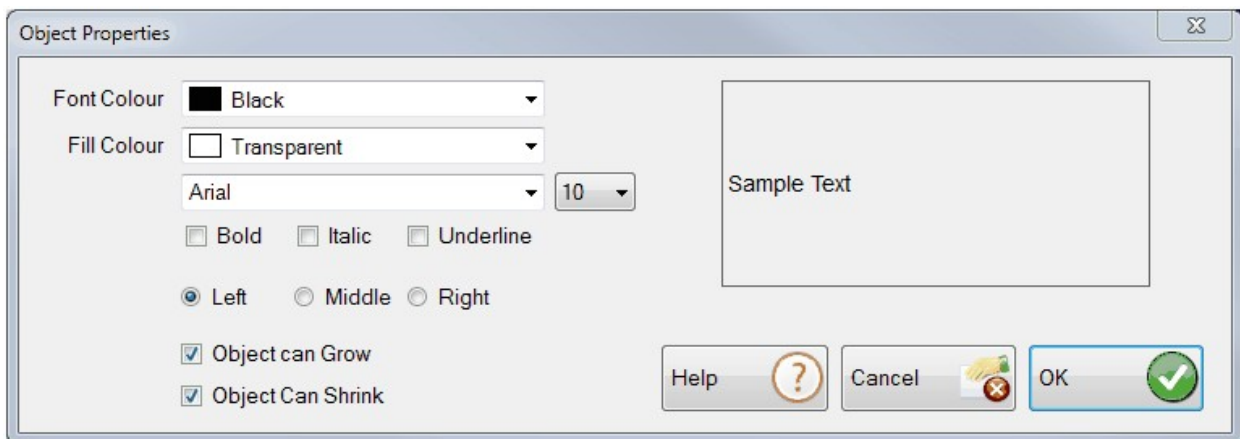 Object Properties
Font Colour
Black
Fill Colour
Transparent
Arial
10
Bold
Italic
Underline
Left
Middle
Right
Object can Grow
Object Can Shrink
Sample Text
Help
?
Cancel
OK